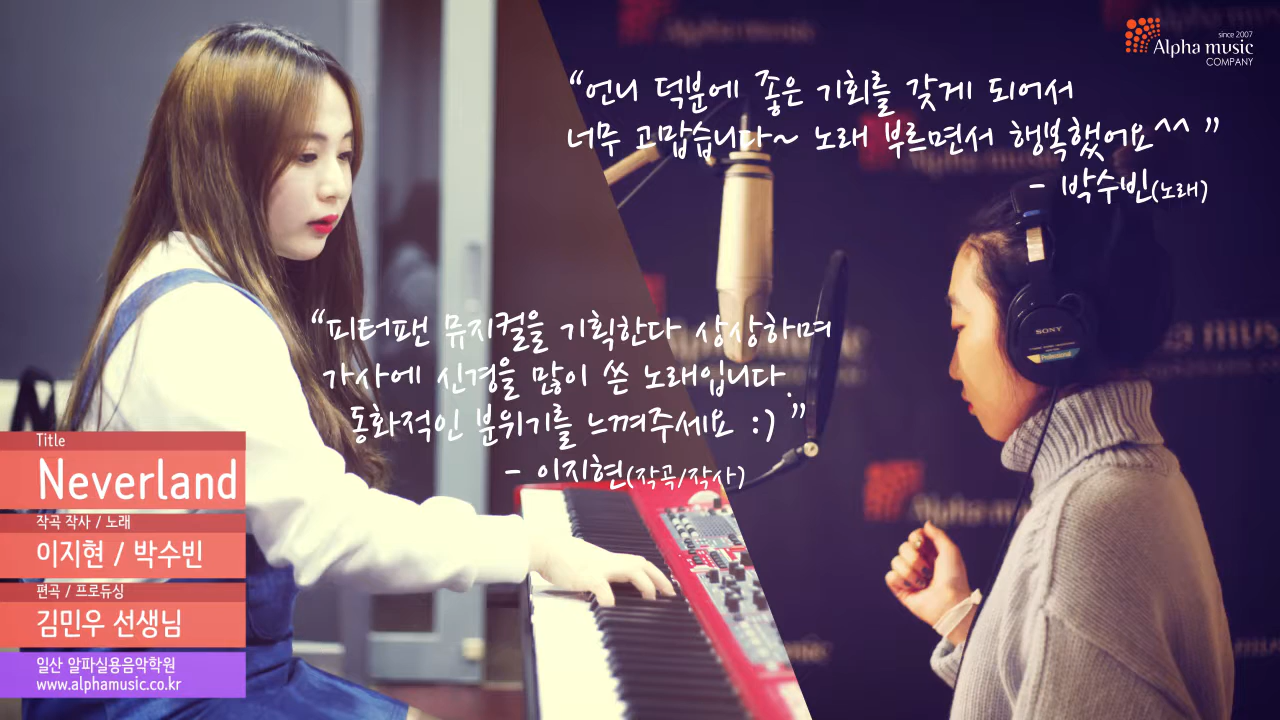 since 2007
Alpha music
COMPANY
“언니 덕분에 좋은 기회를 갖게 되어서
너무 고맙습니다~ 노래 부르면서 행복했어요^^ ”
- 박수빈(노래)
“피터팬 뮤지컬을 기획한다 상상하며
가사에 신경을 많이 쓴 노래입니다.
동화적인 분위기를 느껴주세요 :) ”
- 이지현(작곡/작사)
SONY
Professional
Alpha music
Title
Neverland
작곡 작사 / 노래
이지현 / 박수빈
편곡 / 프로듀싱
김민우 선생님
일산 알파실용음악학원
www.alphamusic.co.kr